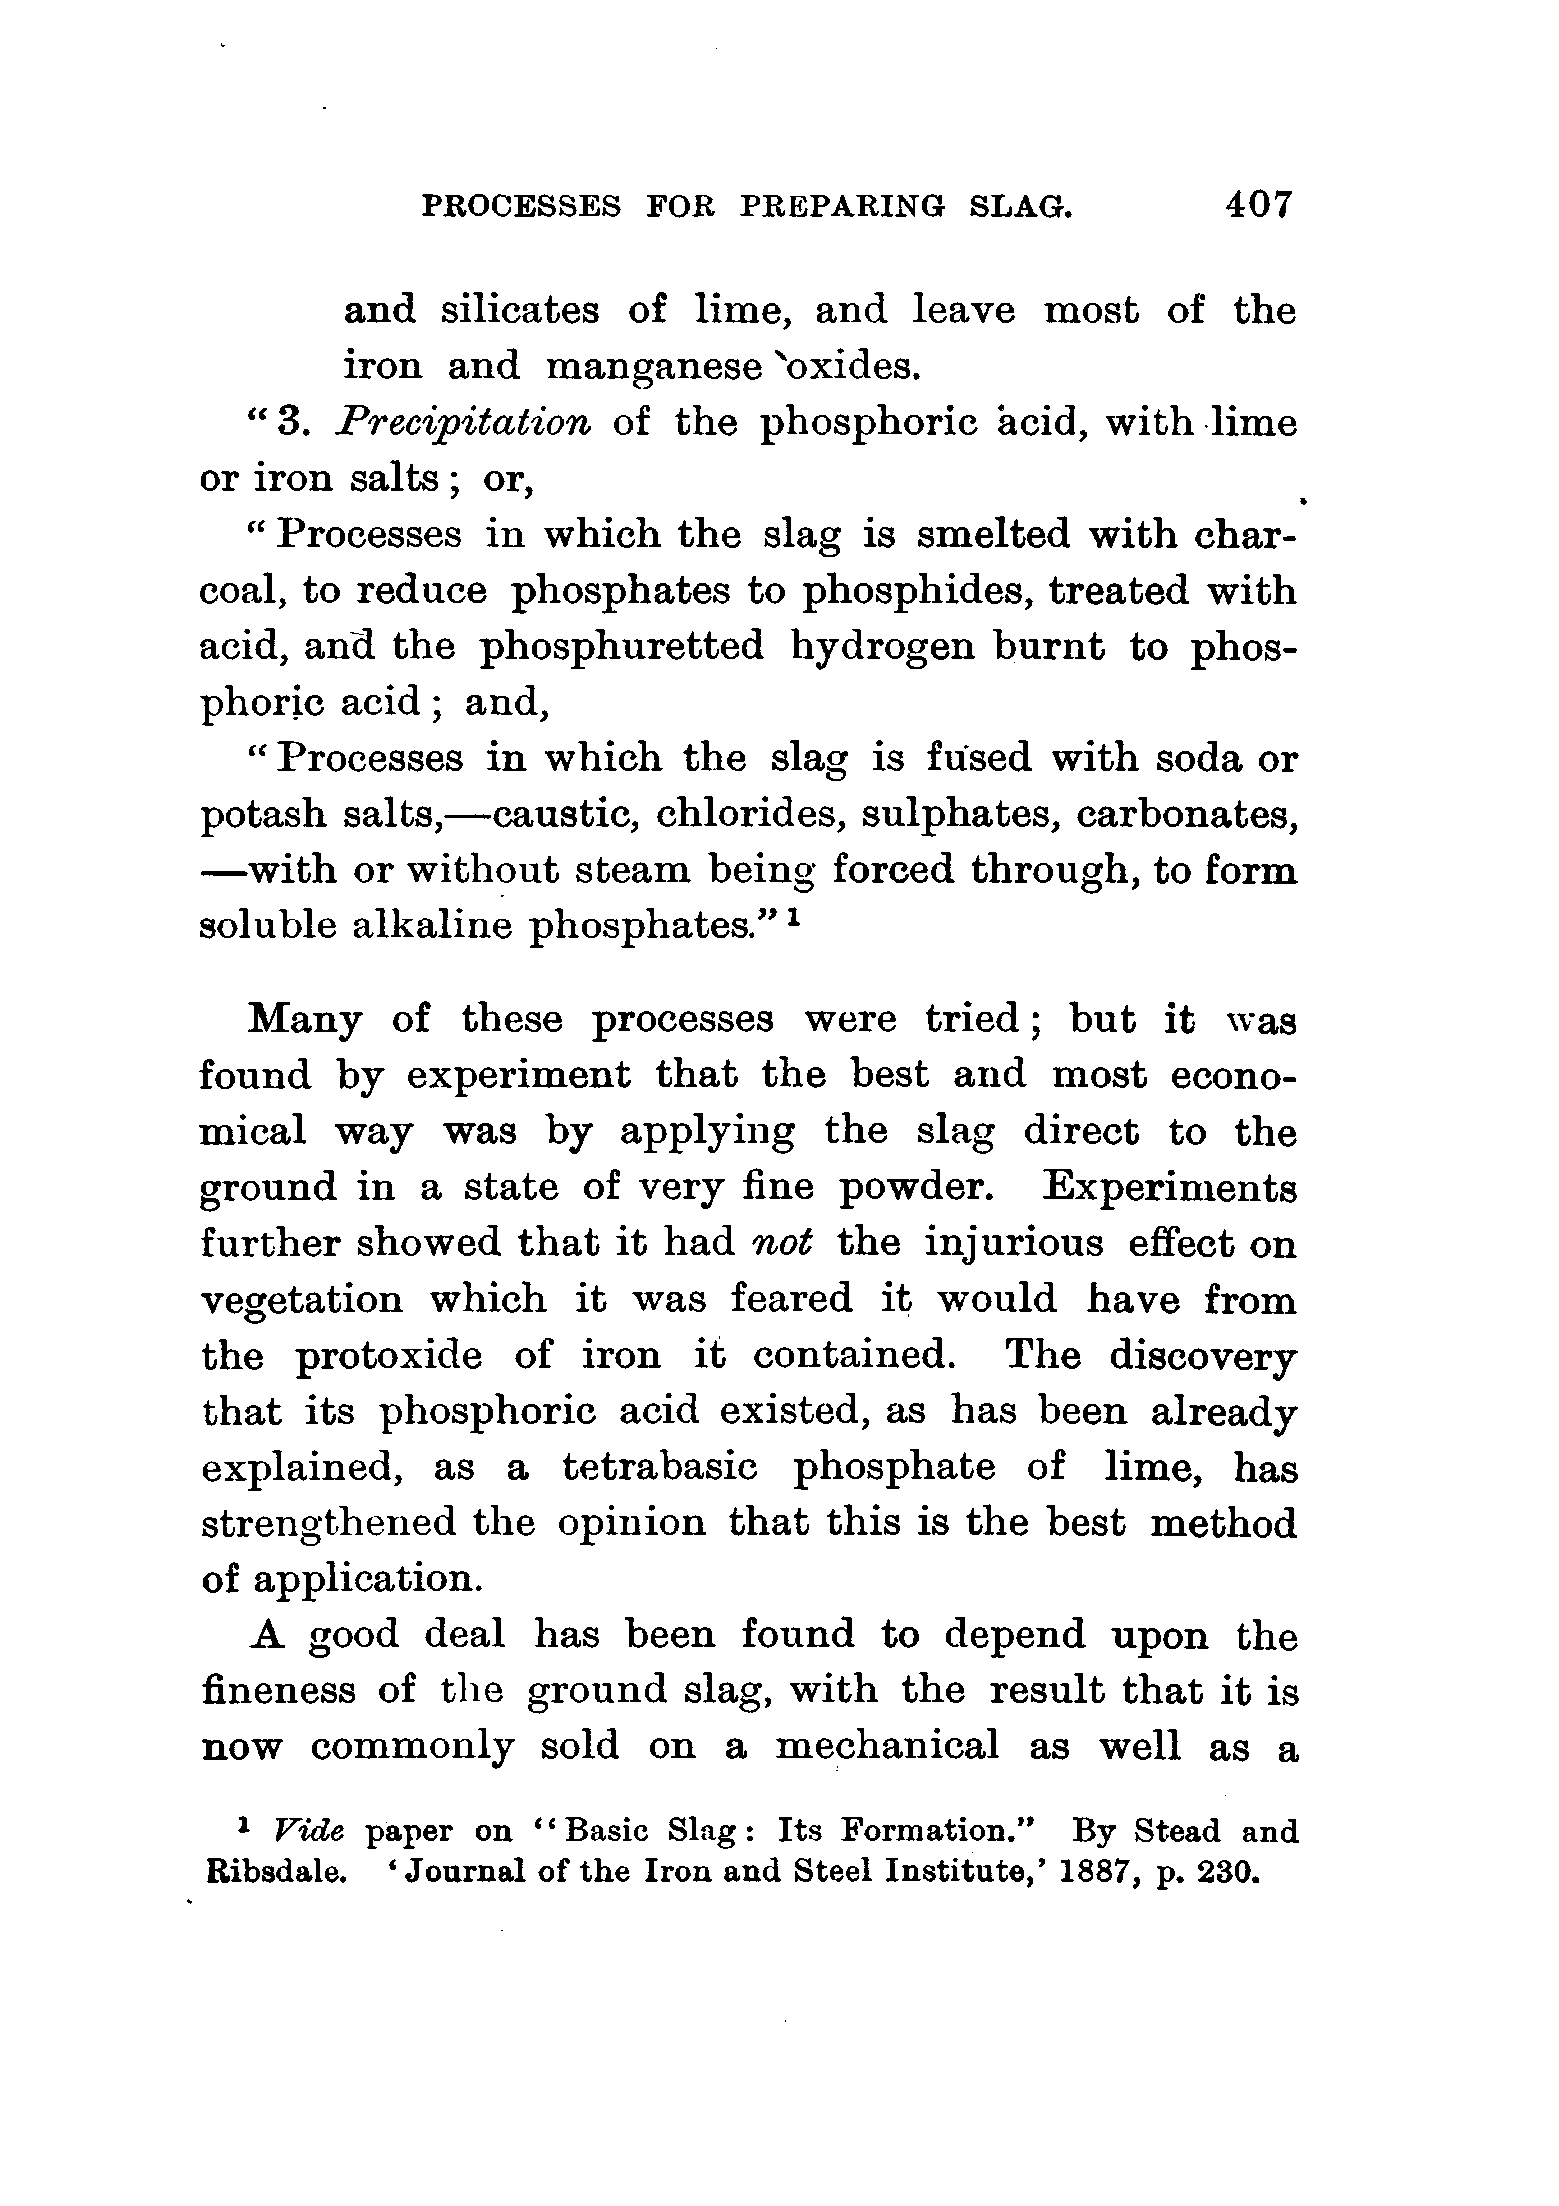 PROCESSES FOR PREPARING SLAG. 407
and silicates of lime, and leave most of the
iron and manganese oxides.
“3. Precipitation of the phosphoric acid, with lime
or iron salts; or,
“Processes in which the slag is smelted with char-
coal, to reduce phosphates to phosphides, treated with
acid, and the phosphuretted hydrogen burnt to phos-
phoric acid; and,
“Processes in which the slag is fused with soda or
potash salts,—caustic, chlorides, sulphates, carbonates,
—with or without steam being forced through, to form
soluble alkaline phosphates.” ¹
Many of these processes were tried; but it was
found by experiment that the best and most econo-
mical way was by applying the slag direct to the
ground in a state of very fine powder. Experiments
further showed that it had not the injurious effect on
vegetation which it was feared it would have from
the protoxide of iron it contained. The discovery
that its phosphoric acid existed, as has been already
explained, as a tetrabasic phosphate of lime, has
strengthened the opinion that this is the best method
of application.
A good deal has been found to depend upon the
fineness of the ground slag, with the result that it is
now commonly sold on a mechanical as well as a
¹ Vide paper on “Basic Slag: Its Formation.” By Stead and
Ribsdale. ‘Journal of the Iron and Steel Institute,’ 1887, p. 230.